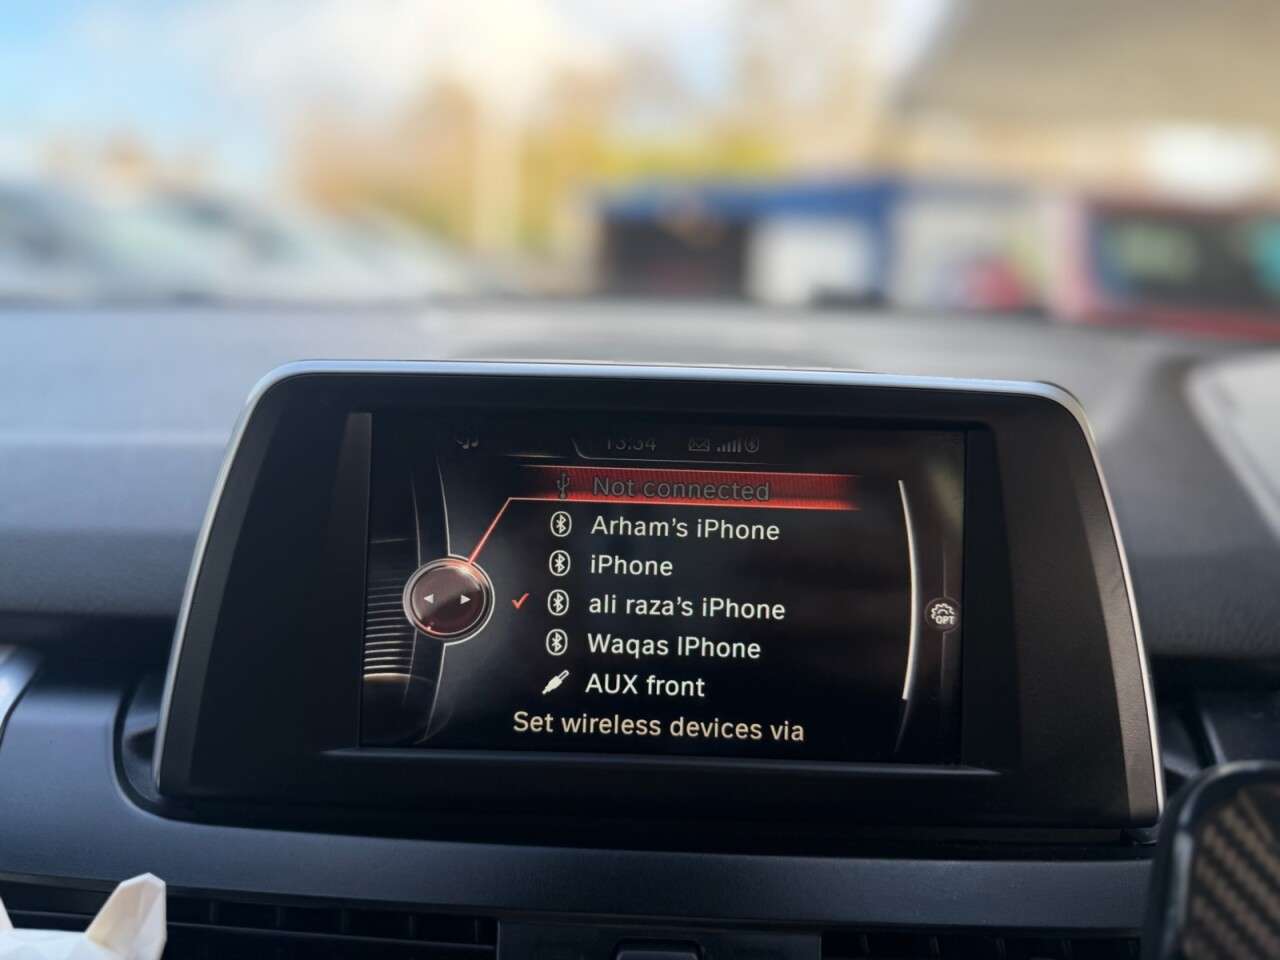 13:34
Not connected
Arham's iPhone
iPhone
ali raza's iPhone
Waqas IPhone
AUX front
Set wireless devices via
OPT